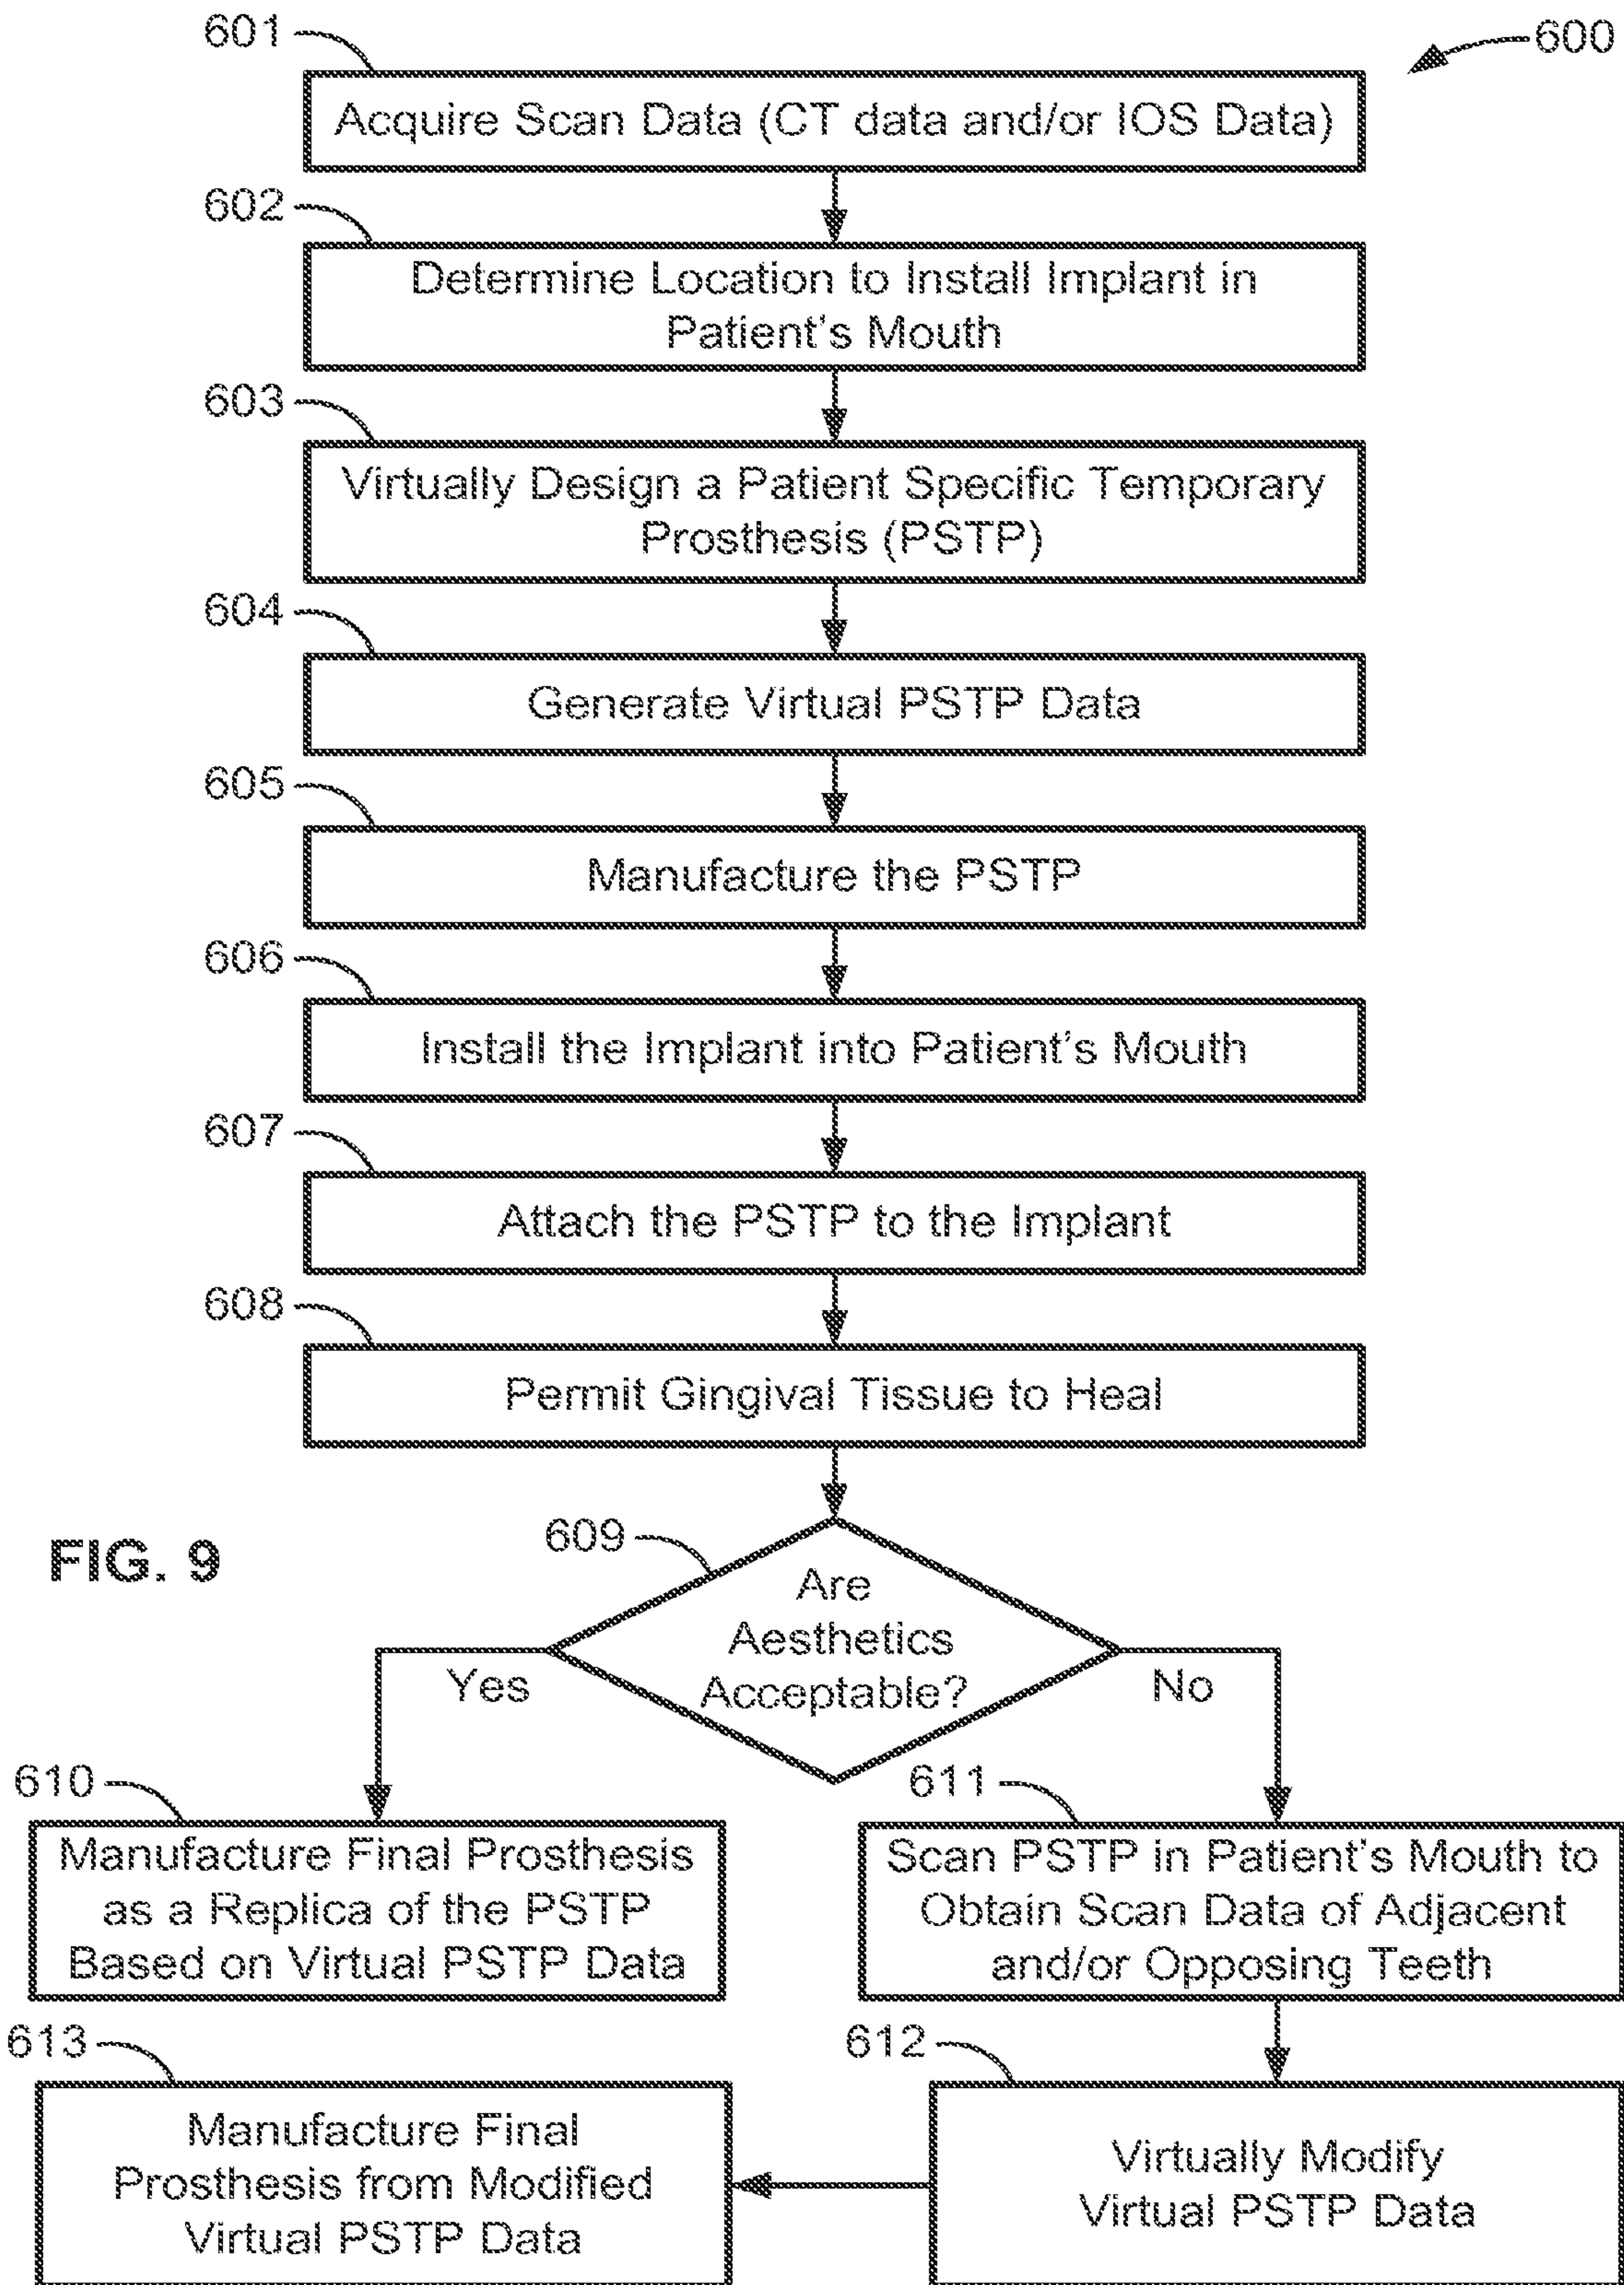 601
600
Acquire Scan Data (CT data and/or IOS Data)
602
Determine Location to Install Implant in
Patient's Mouth
603
Virtually Design a Patient Specific Temporary
Prosthesis (PSTP)
604
Generate Virtual PSTP Data
605
Manufacture the PSTP
606
Install the Implant into Patient's Mouth
607
Attach the PSTP to the Implant
608
Permit Gingival Tissue to Heal
FIG. 9
609
Are
Aesthetics
Acceptable?
Yes
No
610
Manufacture Final Prosthesis
as a Replica of the PSTP
Based on Virtual PSTP Data
611
Scan PSTP in Patient's Mouth to
Obtain Scan Data of Adjacent
and/or Opposing Teeth
613
Manufacture Final
Prosthesis from Modified
Virtual PSTP Data
612
Virtually Modify
Virtual PSTP Data